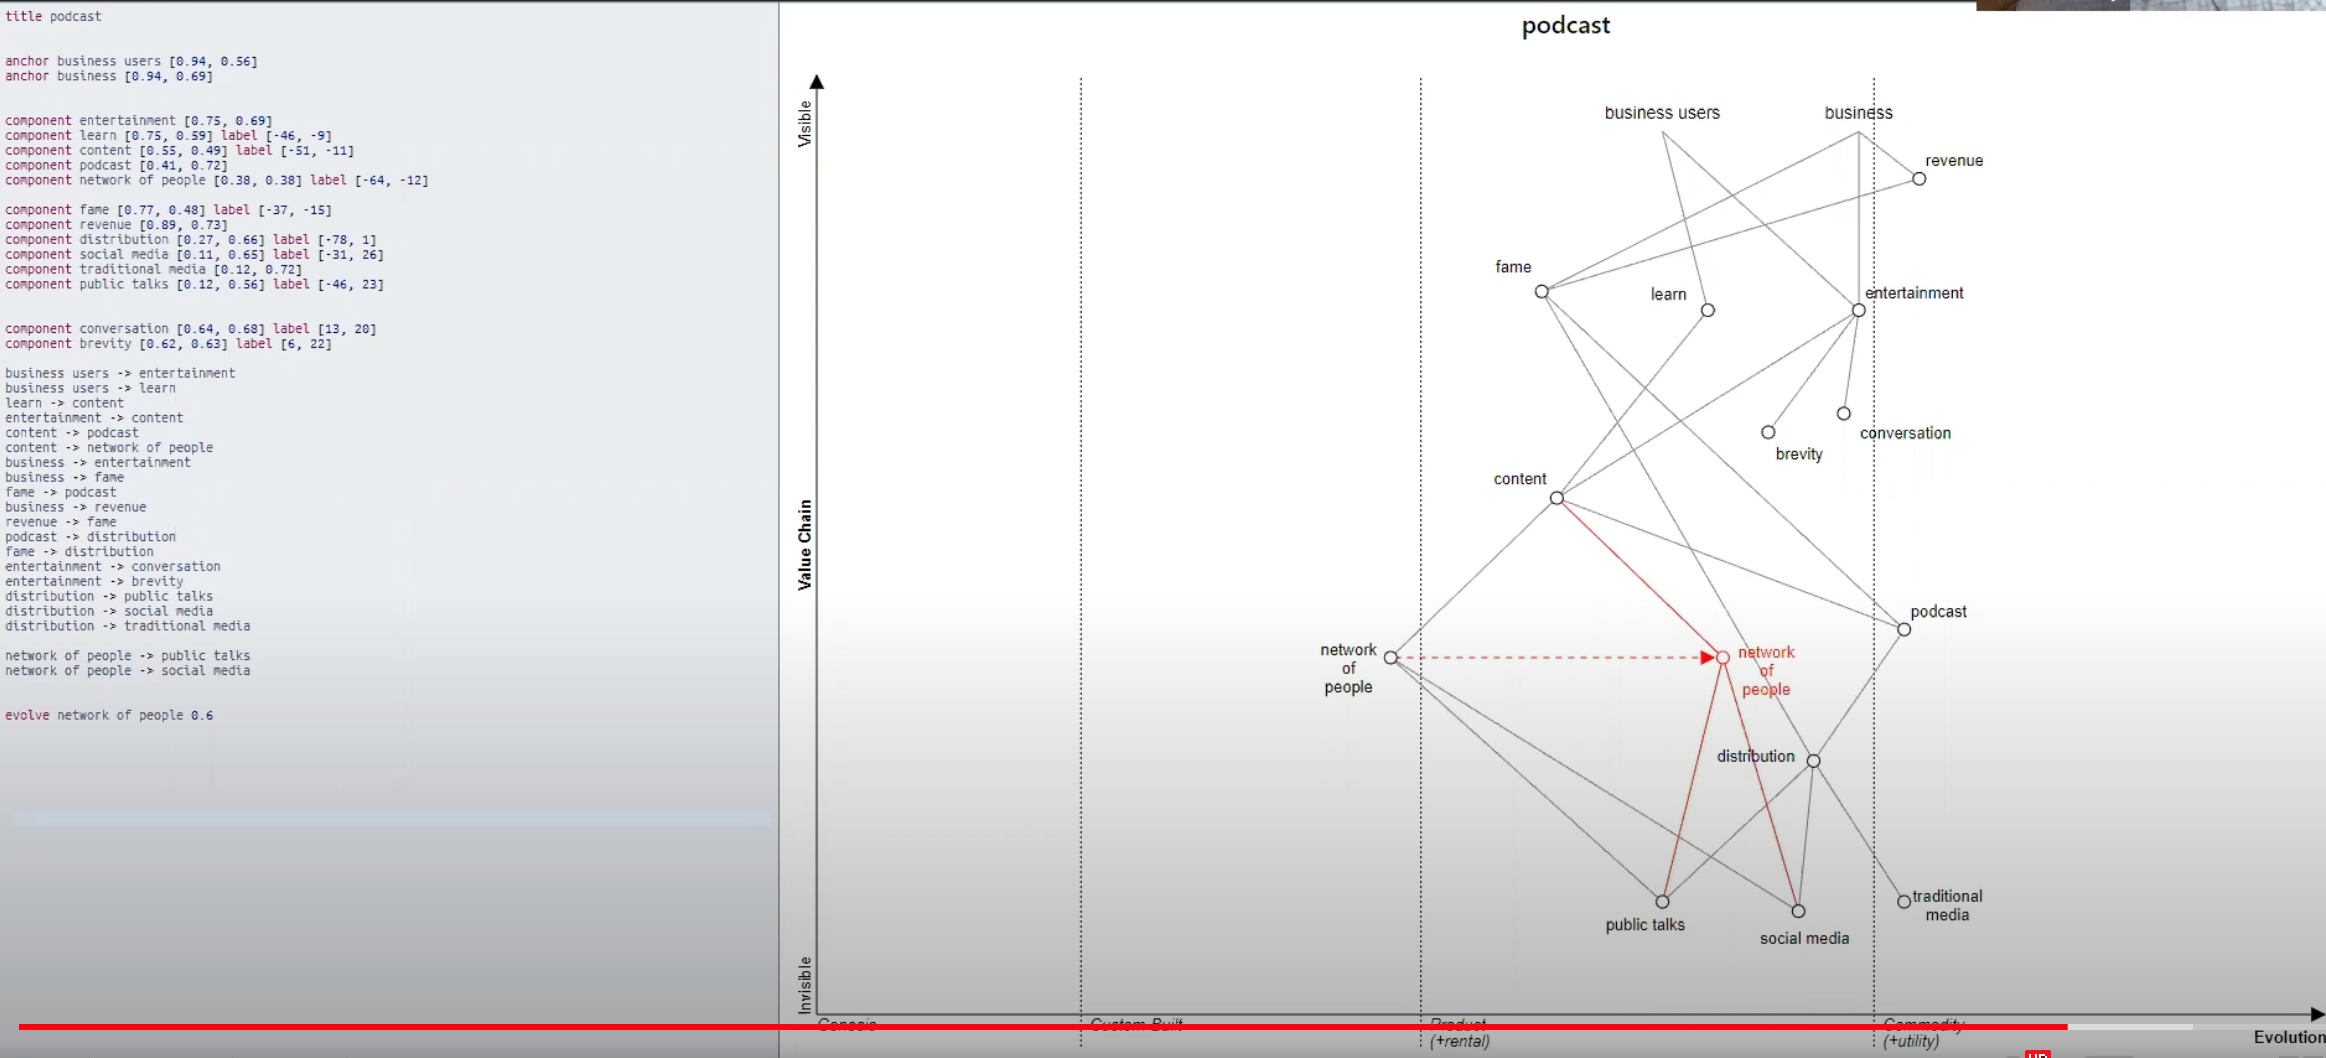 title podcast
anchor business users [0.94, 0.56]
anchor business [0.94, 0.69]
component entertainment [0.75, 0.69]
component learn [0.75, 0.59] label [-46, -9]
component content [0.55, 0.49] label [-51, -11]
component podcast [0.41, 0.72]
component network of people [0.38, 0.38] label [-64, -12]
component fame [0.77, 0.48] label [-37, -15]
component revenue [0.89, 0.73]
component distribution [0.27, 0.66] label [-78, 1]
component social media [0.11, 0.65] label [-31, 26]
component traditional media [0.12, 0.72]
component public talks [0.12, 0.56] label [-46, 23]
component conversation [0.64, 0.68] label [13, 20]
component brevity [0.62, 0.63] label [6, 22]
business users -> entertainment
business users -> learn
learn -> content
entertainment -> content
content -> podcast
content -> network of people
business -> entertainment
business -> fame
fame -> podcast
business -> revenue
revenue -> fame
podcast -> distribution
fame -> distribution
entertainment -> conversation
entertainment -> brevity
distribution -> public talks
distribution -> social media
distribution -> traditional media
network of people -> public talks
network of people -> social media
evolve network of people 0.6
podcast
Visible
Value Chain
Invisible
business users
business
revenue
fame
learn
entertainment
conversation
brevity
content
podcast
network
of
people
network
of
people
distribution
traditional
media
public talks
social media
Genesis
Custom Built
Product
(+rental)
Commodity
(+utility)
Evolution